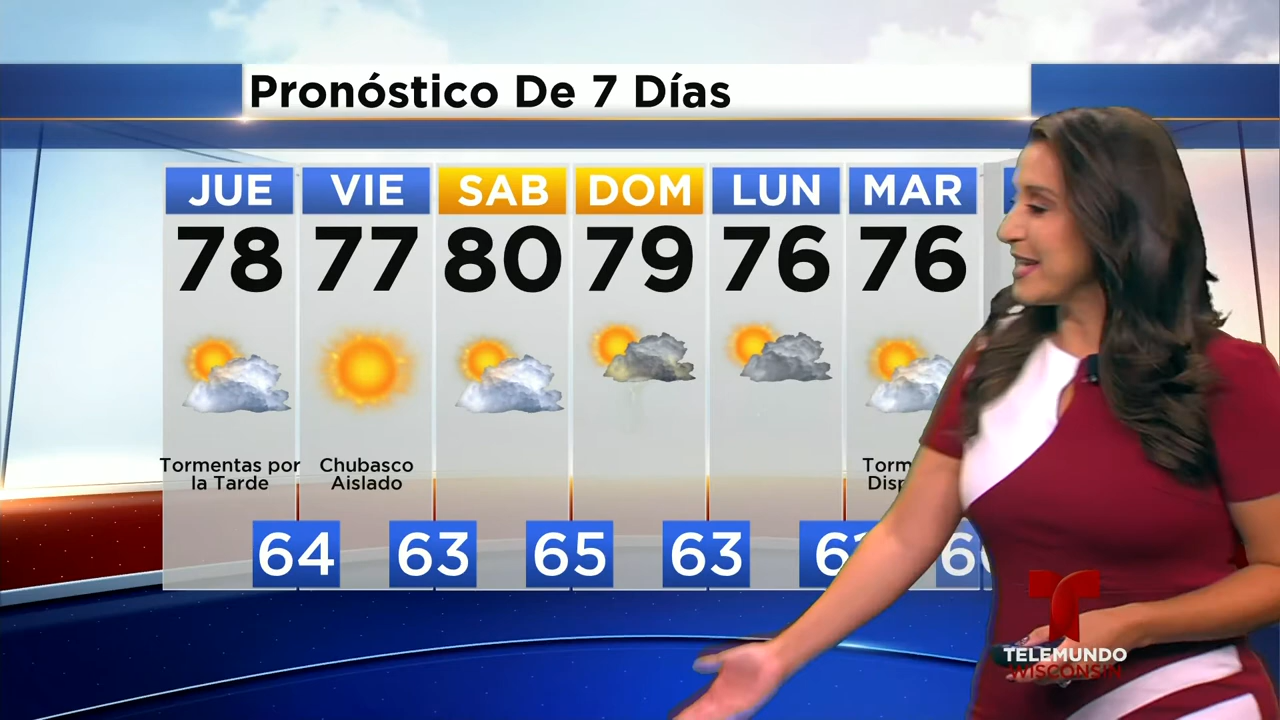 Pronóstico De 7 Días
JUE VIE SAB DOM LUN MAR
78 77 80 79 76 76
Tormentas por
la Tarde
Chubasco
Aislado
64 63 65 63
TELEMUNDO
WISCONSIN